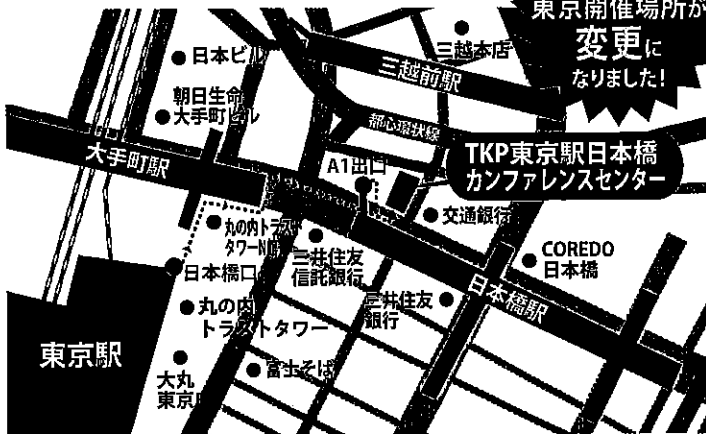 東京開催場所が
変更に
なりました!
日本ビル
三越本店
三越前駅
朝日生命
大手町ビル
都心環状線
大手町駅
A1出口
TKP東京駅日本橋
カンファレンスセンター
交通銀行
丸の内トラスト
タワーN館
三井住友
信託銀行
COREDO
日本橋
日本橋口
三井住友
銀行
日本橋駅
丸の内
トラストタワー
東京駅
富士そば
大丸
東京